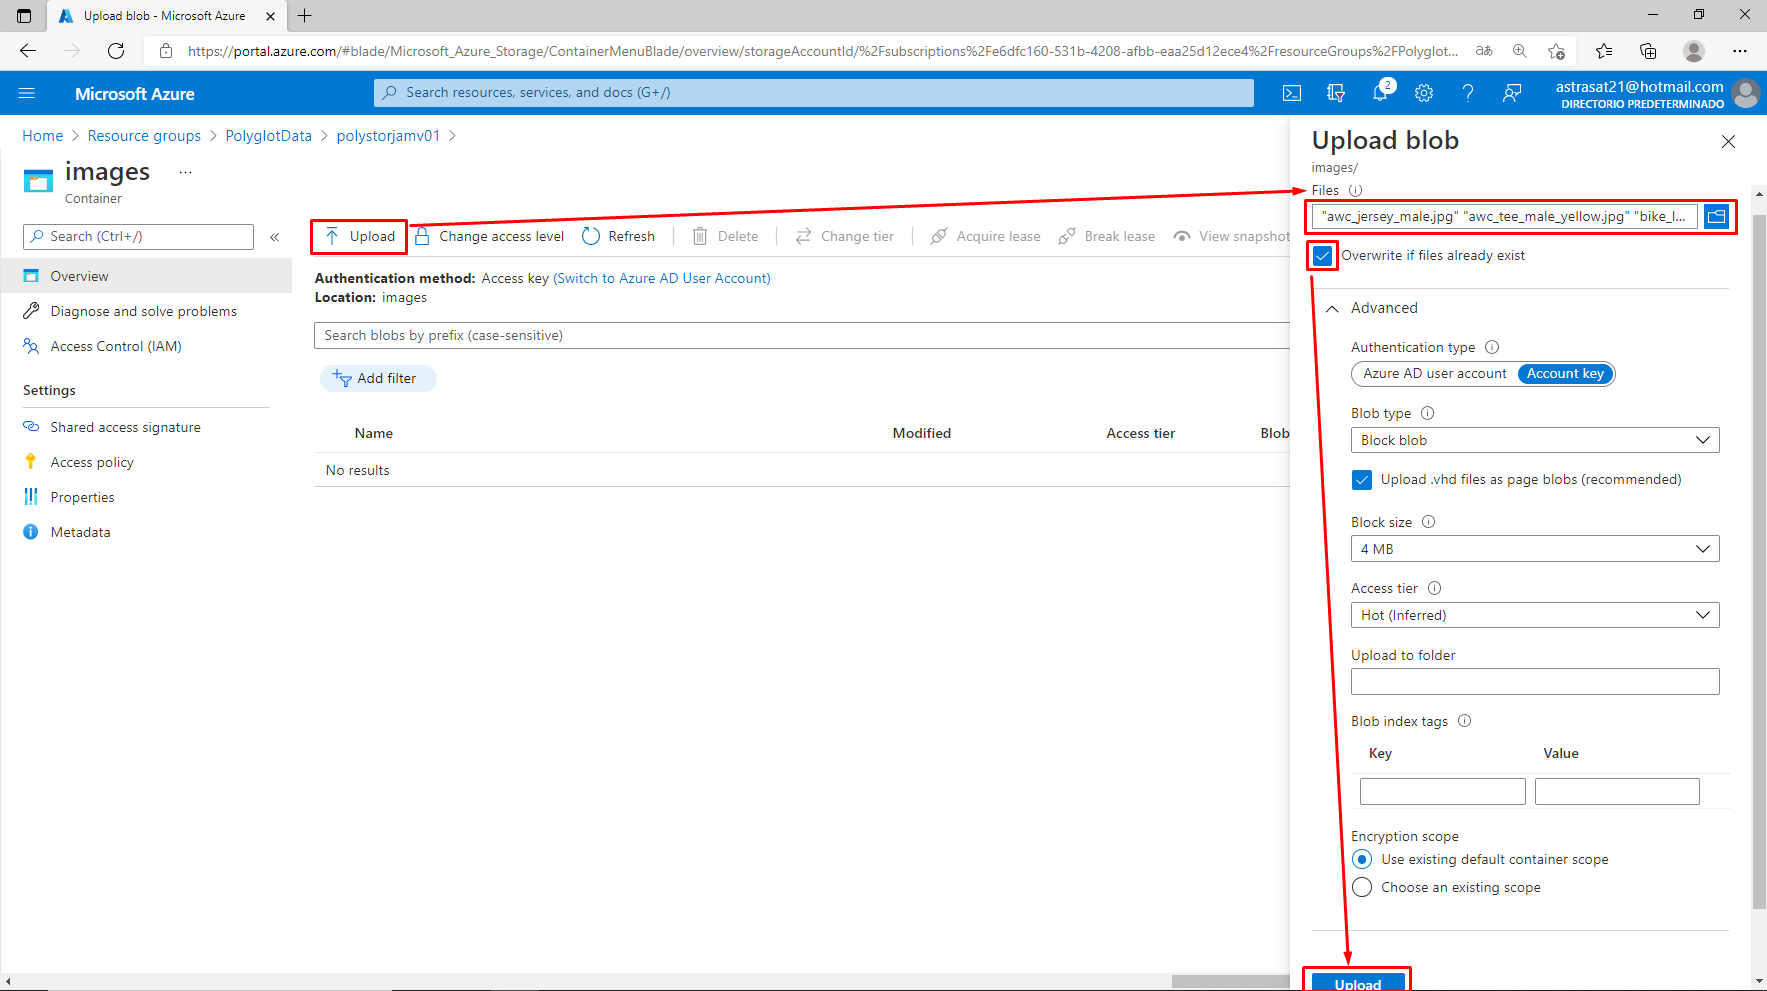 Upload blob - Microsoft Azure
https://portal.azure.com/#blade/Microsoft_Azure_Storage/ContainerMenuBlade/overview/storageAccountId/%2Fsubscriptions%2Fe6dfc160-531b-4208-afbb-eaa25d12ece4%2FresourceGroups%2FPolyglot...
aあ
Microsoft Azure
Search resources, services, and docs (G+/)
2
astrasat21@hotmail.com
DIRECTORIO PREDETERMINADO
Home > Resource groups > PolyglotData > polystorjamv01 >
images ...
Container
Search (Ctrl+/)
«
Overview
Diagnose and solve problems
Access Control (IAM)
Settings
Shared access signature
Access policy
Properties
Metadata
Upload Change access level Refresh Delete Change tier Acquire lease Break lease View snapshot
Authentication method: Access key (Switch to Azure AD User Account)
Location: images
Search blobs by prefix (case-sensitive)
Add filter
Name Modified Access tier Blob
No results
Upload blob
images/
Files
"awc_jersey_male.jpg" "awc_tee_male_yellow.jpg" "bike_l...
Overwrite if files already exist
Advanced
Authentication type
Azure AD user account Account key
Blob type
Block blob
Upload .vhd files as page blobs (recommended)
Block size
4 MB
Access tier
Hot (Inferred)
Upload to folder
Blob index tags
Key Value
Encryption scope
Use existing default container scope
Choose an existing scope
Upload